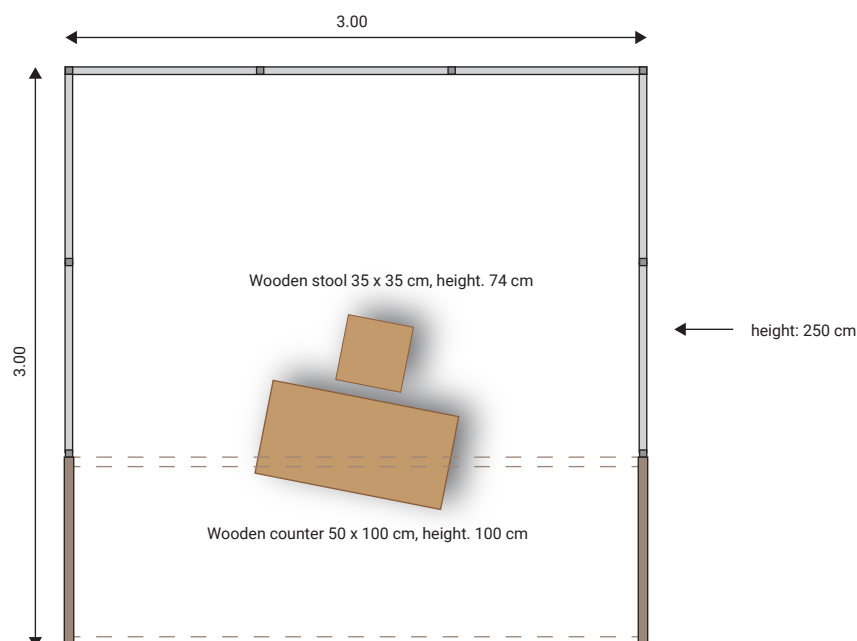 3.00
Wooden stool 35 x 35 cm, height. 74 cm
3.00
height: 250 cm
Wooden counter 50 x 100 cm, height. 100 cm